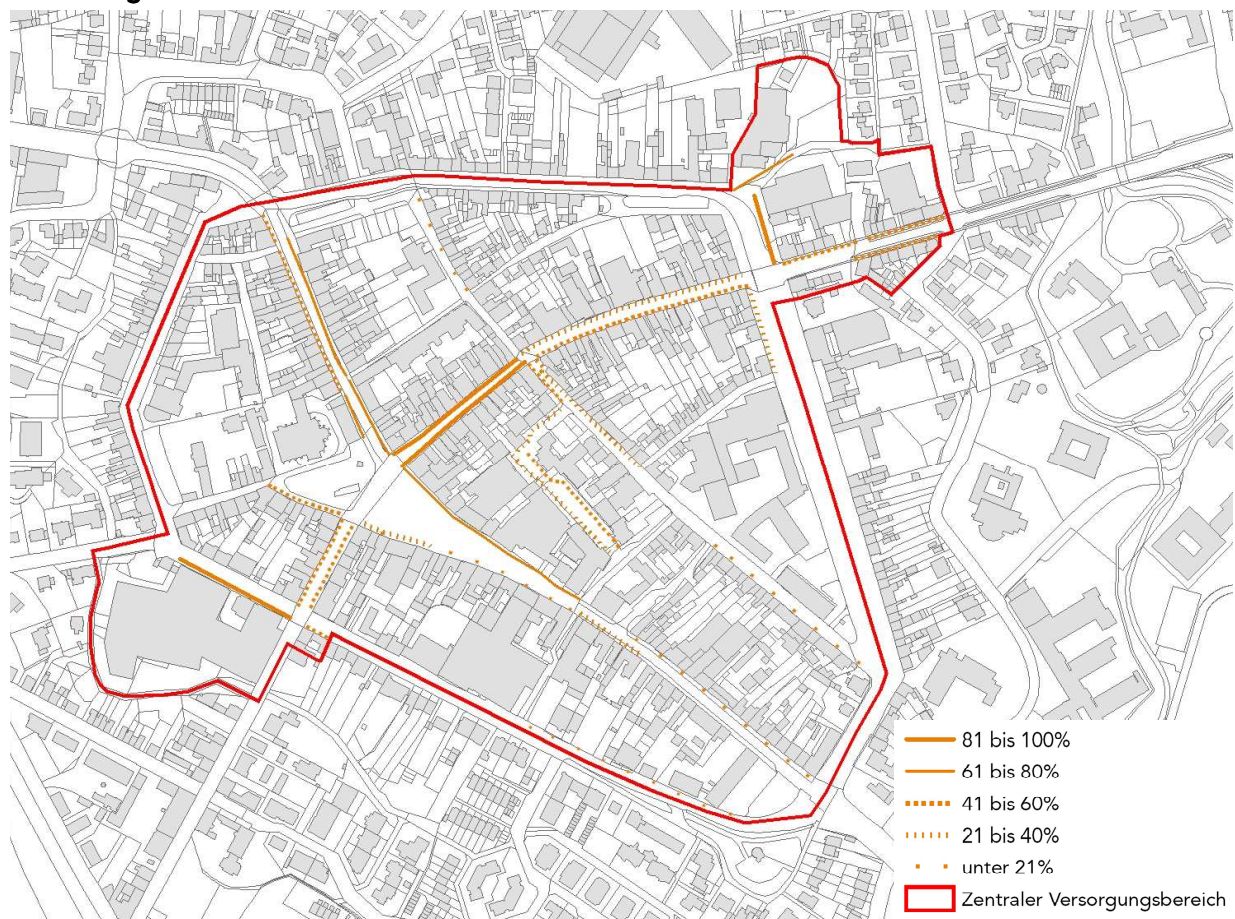 81 bis 100%
61 bis 80%
41 bis 60%
21 bis 40%
unter 21%
Zentraler Versorgungsbereich